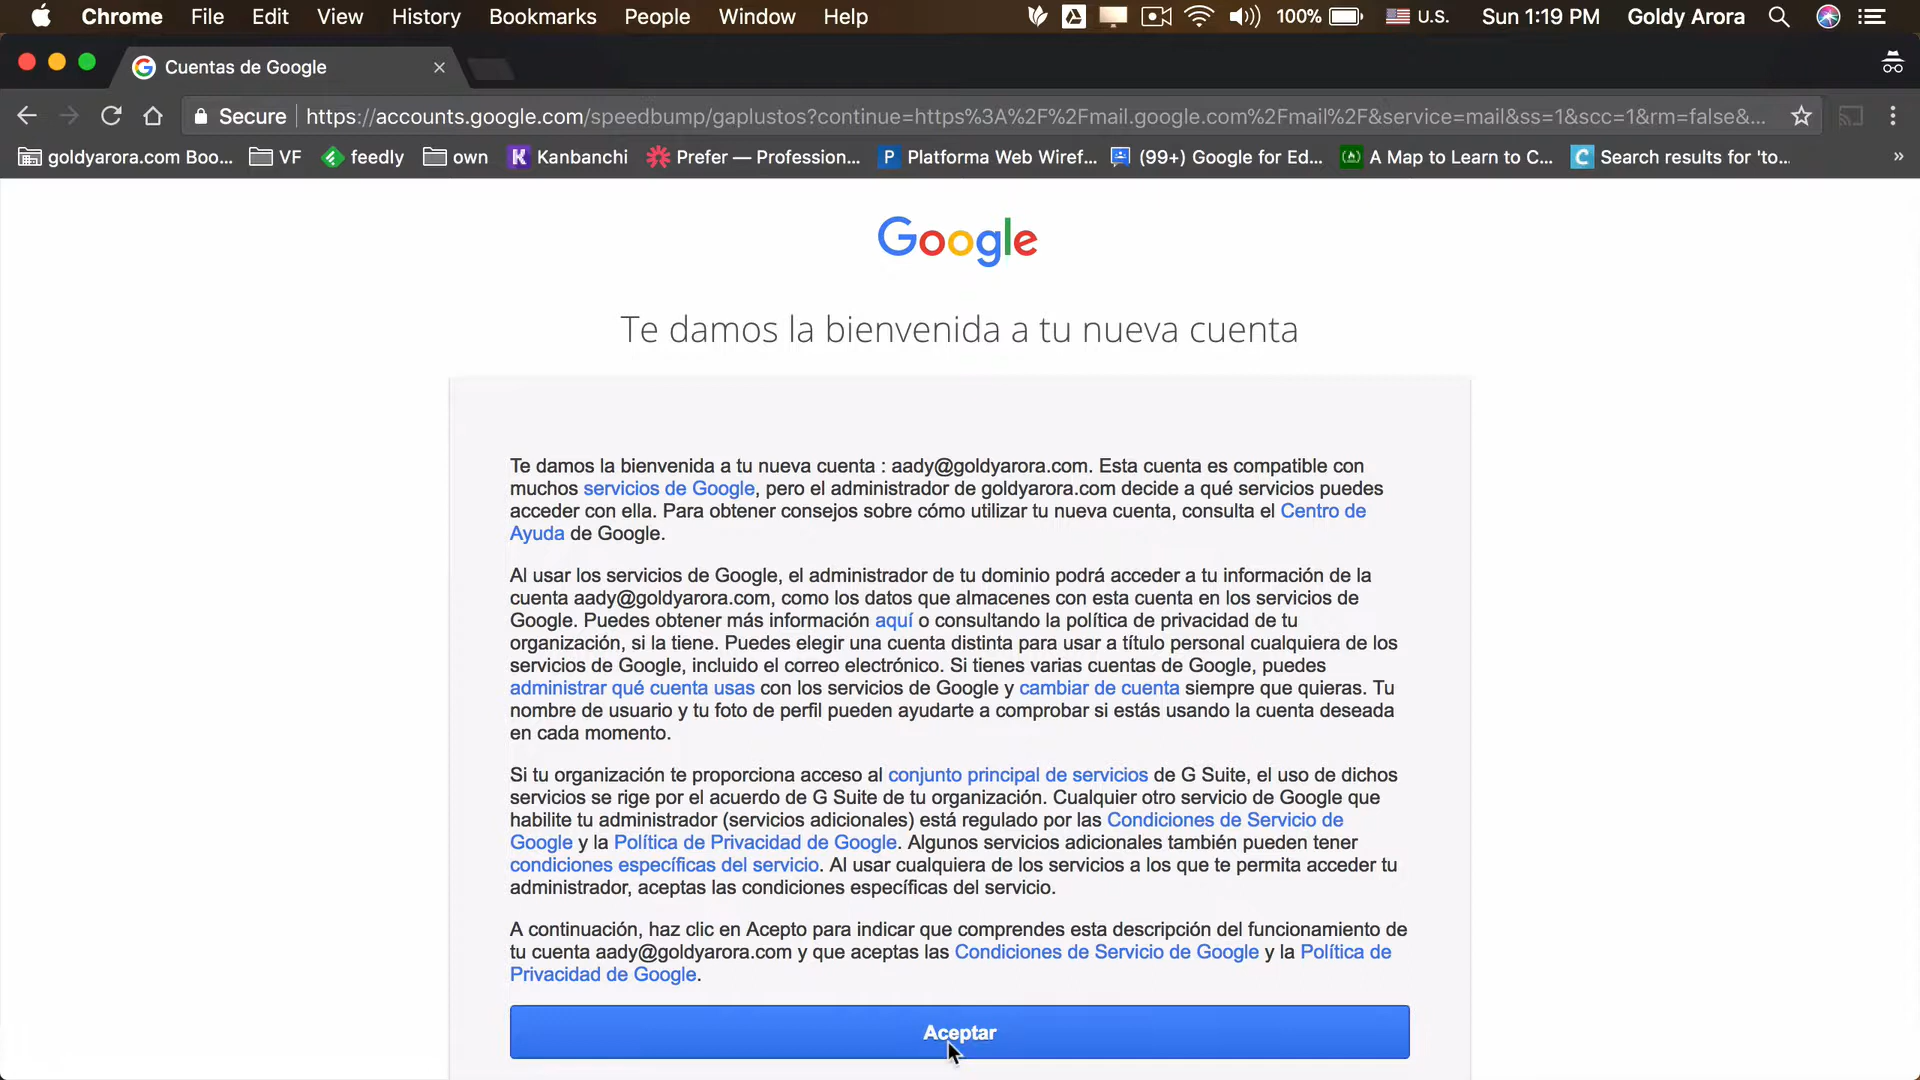 Chrome File Edit View History Bookmarks People Window Help 100% U.S. Sun 1:19 PM Goldy Arora
Cuentas de Google
Secure https://accounts.google.com/speedbump/gaplustos?continue=https%3A%2F%2Fmail.google.com%2Fmail%2F&service=mail&ss=1&scc=1&rm=false&...
goldyarora.com Boo... VF feedly own K Kanbanchi Prefer — Profession... P Platforma Web Wiref... (99+) Google for Ed... A Map to Learn to C... C Search results for 'to... »
Google
Te damos la bienvenida a tu nueva cuenta
Te damos la bienvenida a tu nueva cuenta : aady@goldyarora.com. Esta cuenta es compatible con
muchos servicios de Google, pero el administrador de goldyarora.com decide a qué servicios puedes
acceder con ella. Para obtener consejos sobre cómo utilizar tu nueva cuenta, consulta el Centro de
Ayuda de Google.
Al usar los servicios de Google, el administrador de tu dominio podrá acceder a tu información de la
cuenta aady@goldyarora.com, como los datos que almacenes con esta cuenta en los servicios de
Google. Puedes obtener más información aquí o consultando la política de privacidad de tu
organización, si la tiene. Puedes elegir una cuenta distinta para usar a título personal cualquiera de los
servicios de Google, incluido el correo electrónico. Si tienes varias cuentas de Google, puedes
administrar qué cuenta usas con los servicios de Google y cambiar de cuenta siempre que quieras. Tu
nombre de usuario y tu foto de perfil pueden ayudarte a comprobar si estás usando la cuenta deseada
en cada momento.
Si tu organización te proporciona acceso al conjunto principal de servicios de G Suite, el uso de dichos
servicios se rige por el acuerdo de G Suite de tu organización. Cualquier otro servicio de Google que
habilite tu administrador (servicios adicionales) está regulado por las Condiciones de Servicio de
Google y la Política de Privacidad de Google. Algunos servicios adicionales también pueden tener
condiciones específicas del servicio. Al usar cualquiera de los servicios a los que te permita acceder tu
administrador, aceptas las condiciones específicas del servicio.
A continuación, haz clic en Acepto para indicar que comprendes esta descripción del funcionamiento de
tu cuenta aady@goldyarora.com y que aceptas las Condiciones de Servicio de Google y la Política de
Privacidad de Google.
Aceptar